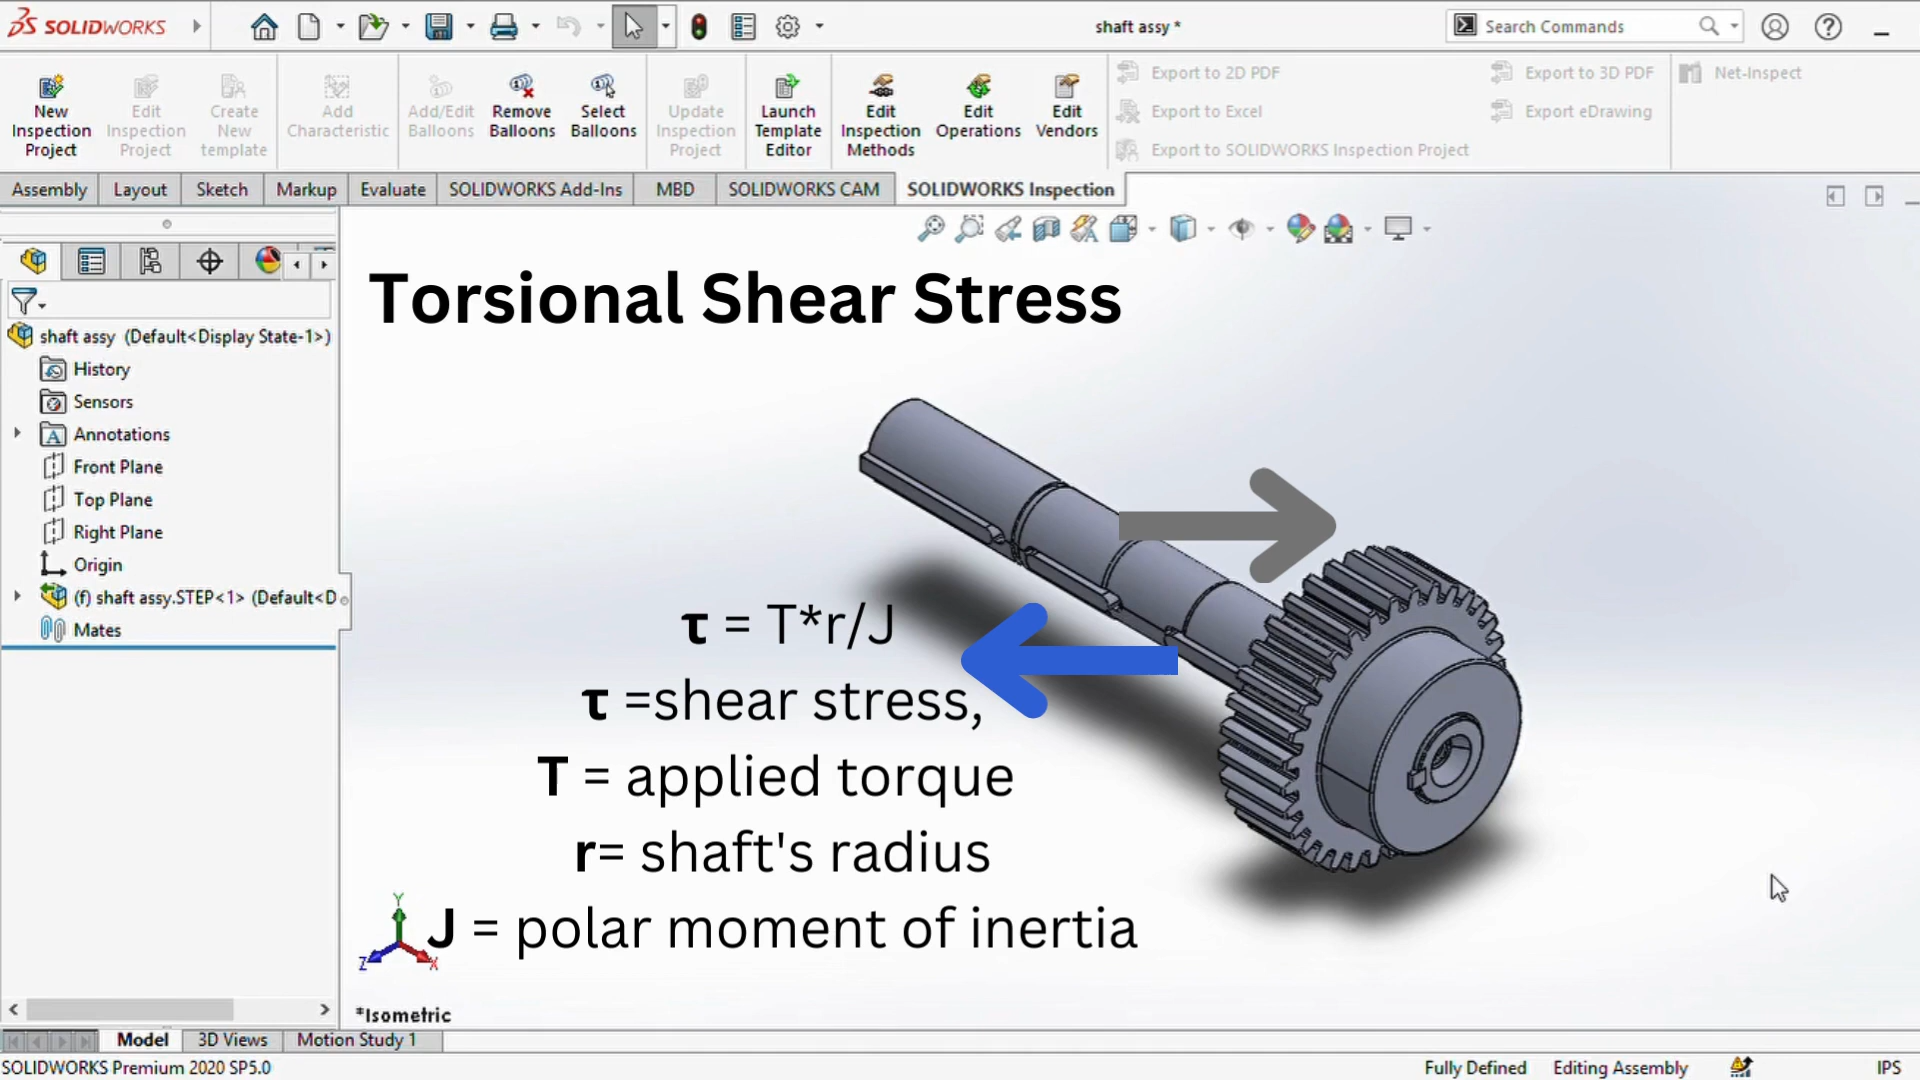 SOLIDWORKS
shaft assy *
Search Commands
New Inspection Project
Edit Inspection Project
Create New template
Add Characteristic
Add/Edit Balloons
Remove Balloons
Select Balloons
Update Inspection Project
Launch Template Editor
Edit Inspection Methods
Edit Operations
Edit Vendors
Export to 2D PDF
Export to Excel
Export to SOLIDWORKS Inspection Project
Export to 3D PDF
Export eDrawing
Net-Inspect
Assembly
Layout
Sketch
Markup
Evaluate
SOLIDWORKS Add-Ins
MBD
SOLIDWORKS CAM
SOLIDWORKS Inspection
shaft assy (Default<Display State-1>)
History
Sensors
Annotations
Front Plane
Top Plane
Right Plane
Origin
(f) shaft assy.STEP<1> (Default<D
Mates
Torsional Shear Stress
τ = T*r/J
τ =shear stress,
T = applied torque
r= shaft's radius
J = polar moment of inertia
Y
Z
X
*Isometric
Model
3D Views
Motion Study 1
SOLIDWORKS Premium 2020 SP5.0
Fully Defined
Editing Assembly
IPS